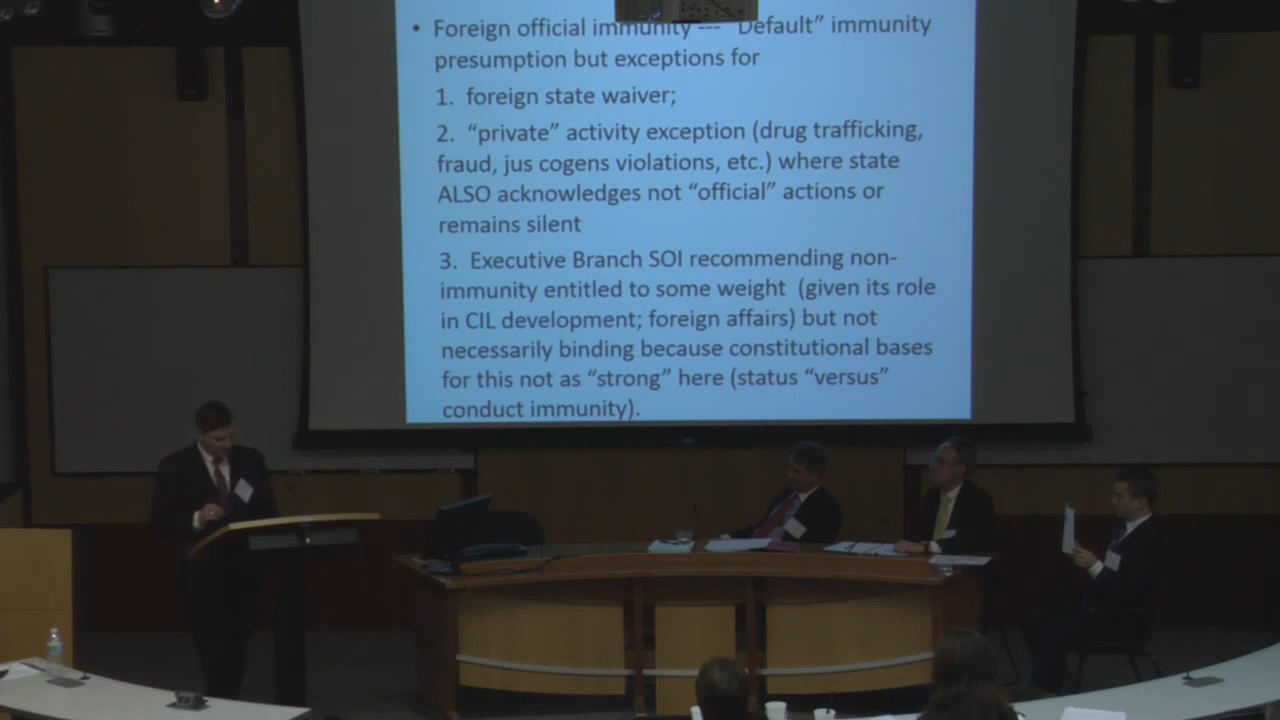 • Foreign official immunity --- "Default" immunity
presumption but exceptions for
1. foreign state waiver;
2. “private” activity exception (drug trafficking,
fraud, jus cogens violations, etc.) where state
ALSO acknowledges not “official” actions or
remains silent
3. Executive Branch SOI recommending non-
immunity entitled to some weight (given its role
in CIL development; foreign affairs) but not
necessarily binding because constitutional bases
for this not as “strong” here (status “versus”
conduct immunity).